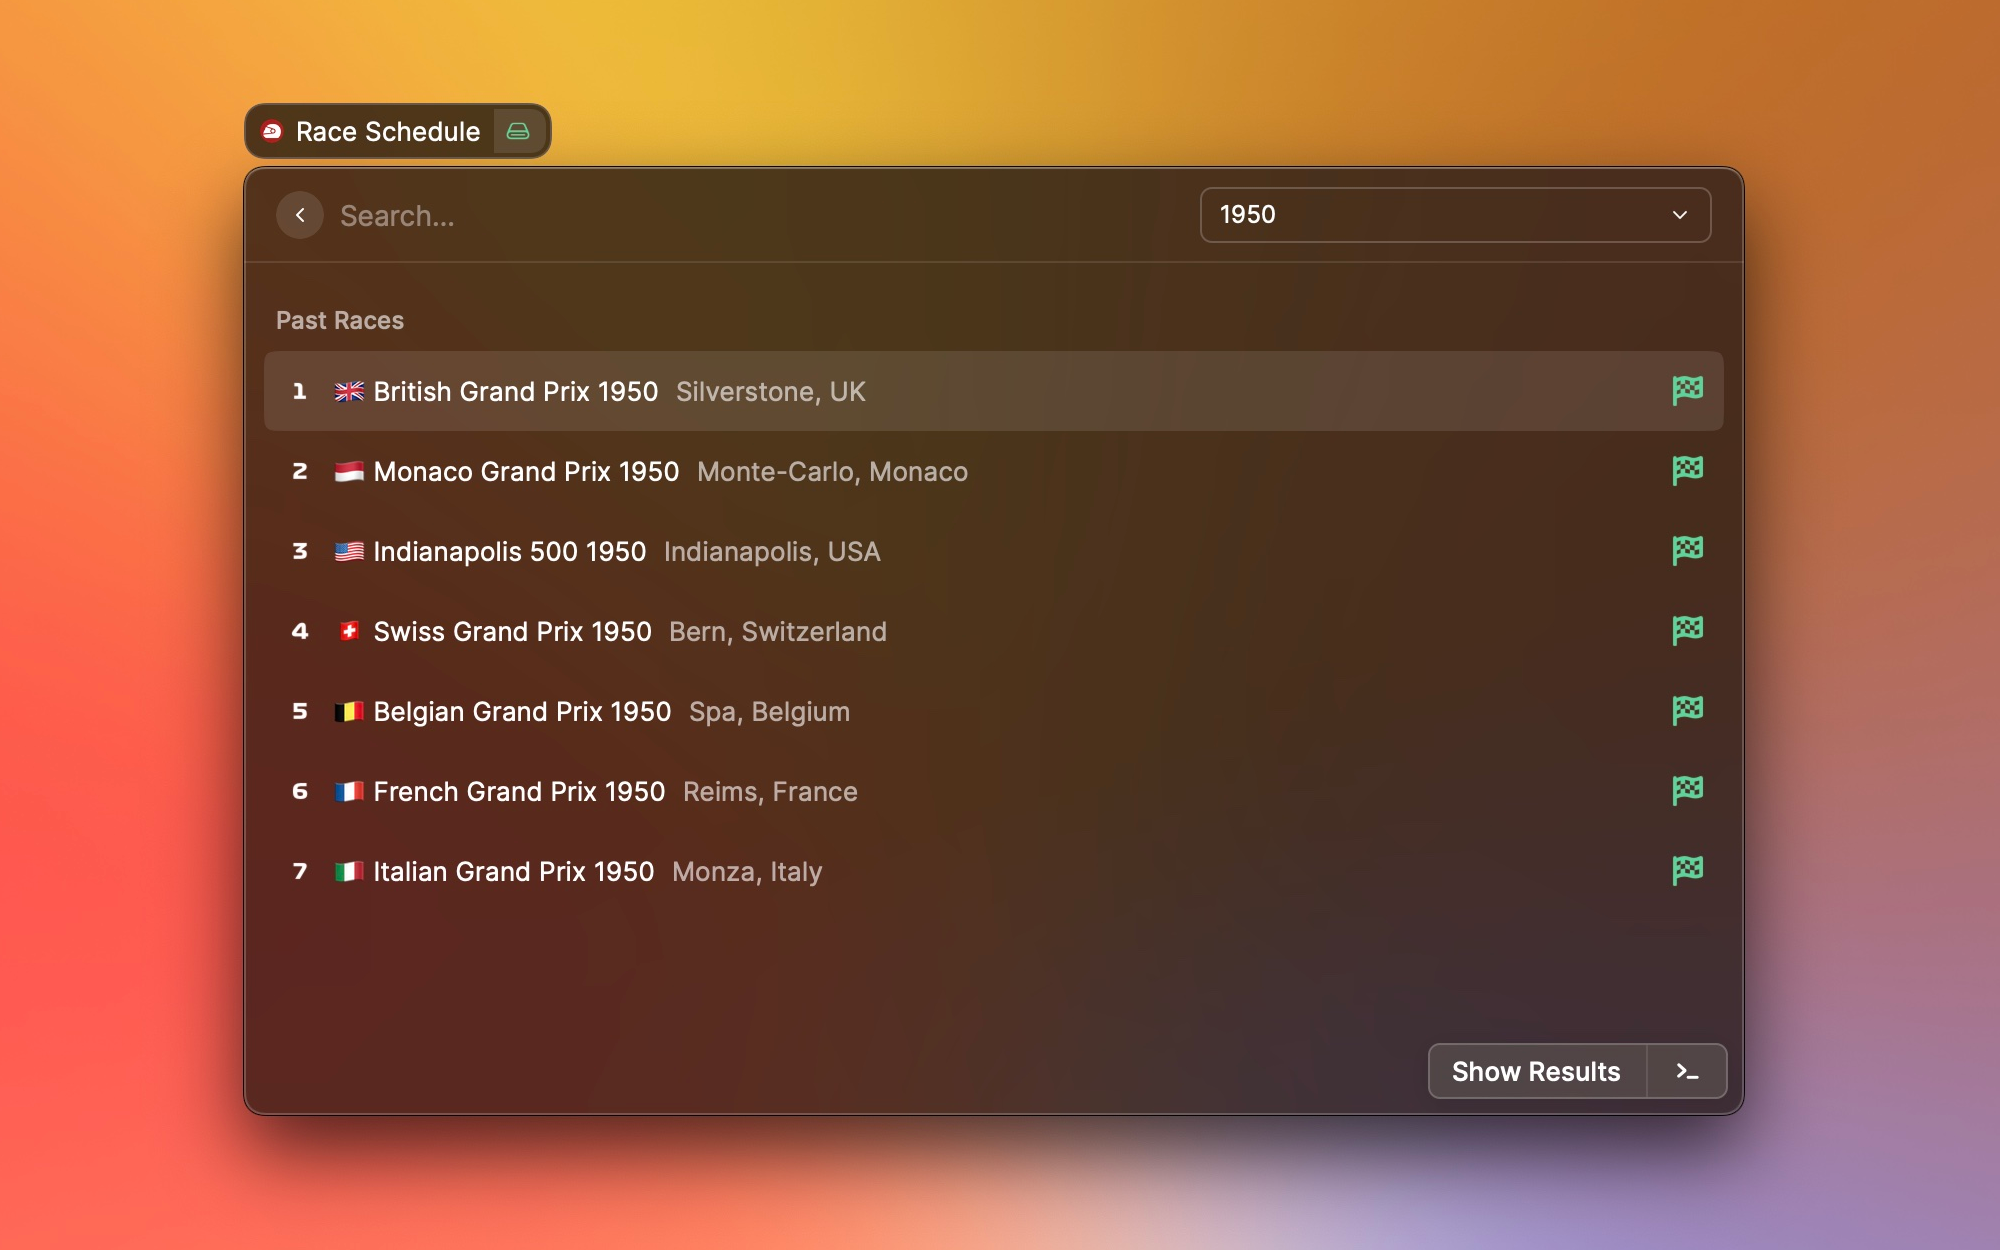 Race Schedule
Search...
1950
Past Races
1 British Grand Prix 1950 Silverstone, UK
2 Monaco Grand Prix 1950 Monte-Carlo, Monaco
3 Indianapolis 500 1950 Indianapolis, USA
4 Swiss Grand Prix 1950 Bern, Switzerland
5 Belgian Grand Prix 1950 Spa, Belgium
6 French Grand Prix 1950 Reims, France
7 Italian Grand Prix 1950 Monza, Italy
Show Results